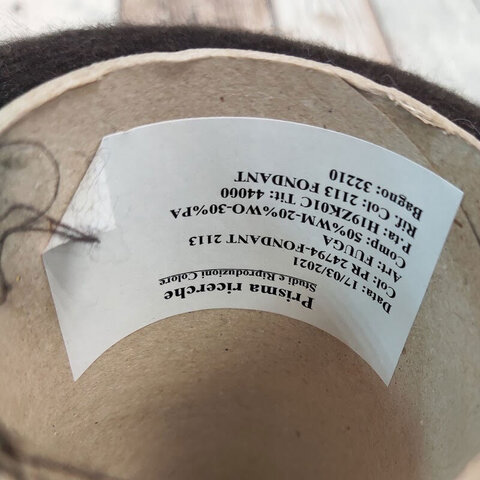 Prisma ricerche
Studi e Riproduzioni Colore
Data: 17/03/2021
Col: PR 24794-FONDANT 2113
Art: FUUCA
Comp: 50%WM-20%WO-30%PA
P.ta: H19ZK01C Tit: 44000
Rif. Col: 2113 FONDANT
Bagno: 32210